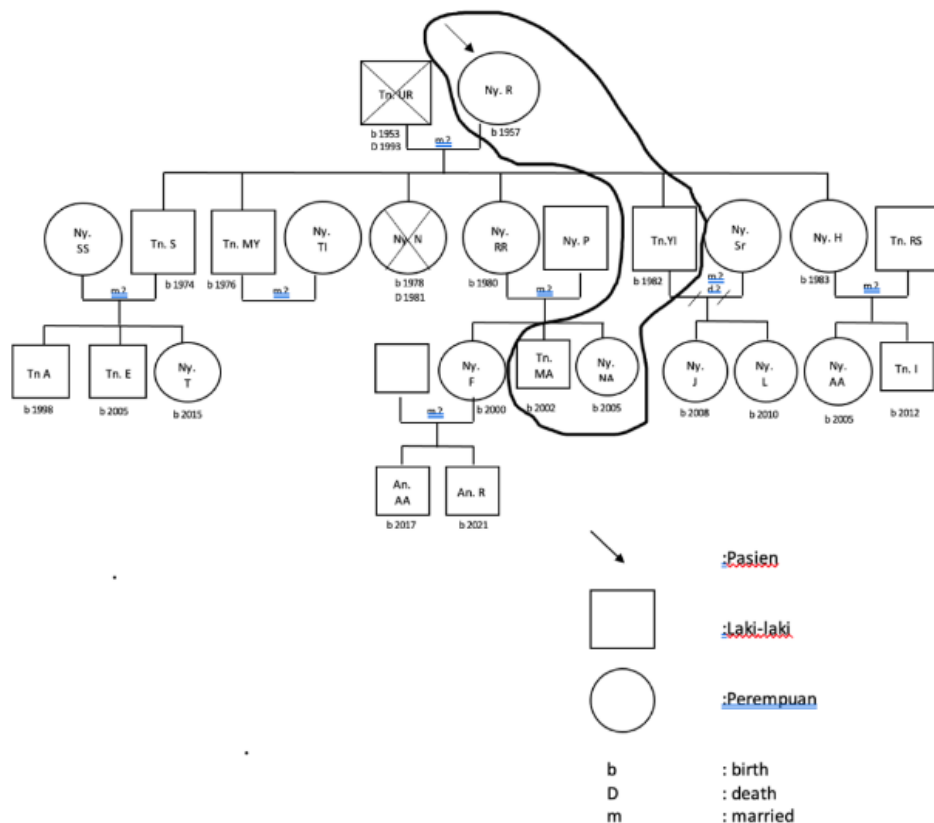 Tn. UR
Ny. R
b 1953
D 1993
b 1957
m.2
Ny.
SS
Tn. S
Tn. MY
Ny.
TI
Ny. N
Ny.
RR
Ny. P
Tn.YI
Ny.
Sr
Ny. H
Tn. RS
b 1974
b 1976
b 1978
D 1981
b 1980
b 1982
b 1983
m.2
m.2
m.2
m.2
d.2
m.2
Tn A
Tn. E
Ny.
T
Ny.
F
Tn.
MA
Ny.
NA
Ny.
J
Ny.
L
Ny.
AA
Tn. I
b 1998
b 2005
b 2015
b 2000
b 2002
b 2005
b 2008
b 2010
b 2005
b 2012
m.2
An.
AA
An. R
b 2017
b 2021
:Pasien
:Laki-laki
:Perempuan
b : birth
D : death
m : married